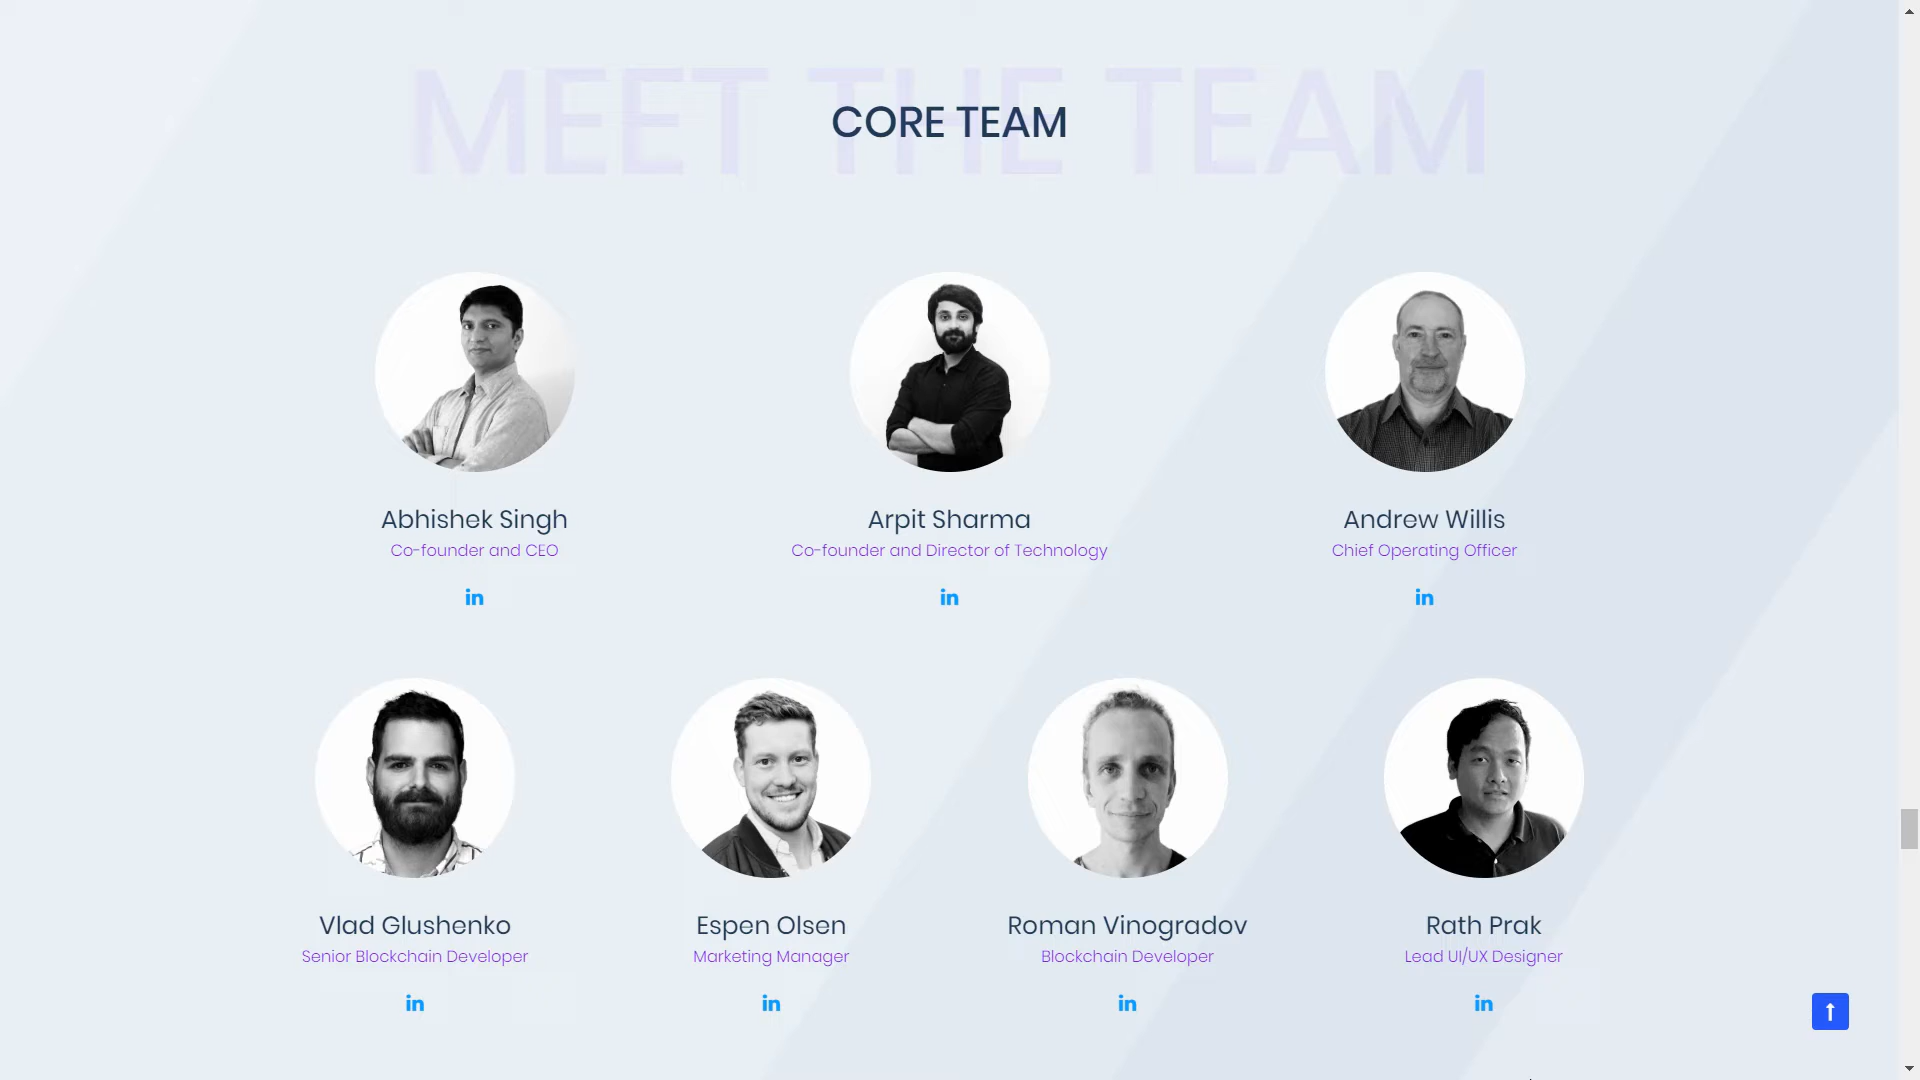 MEET THE TEAM
CORE TEAM
Abhishek Singh
Co-founder and CEO
in
Arpit Sharma
Co-founder and Director of Technology
in
Andrew Willis
Chief Operating Officer
in
Vlad Glushenko
Senior Blockchain Developer
in
Espen Olsen
Marketing Manager
in
Roman Vinogradov
Blockchain Developer
in
Rath Prak
Lead UI/UX Designer
in